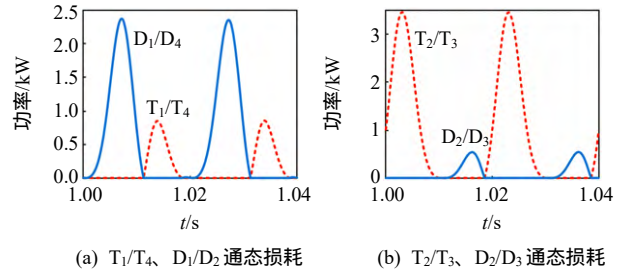 (a)
功率/kW
2.5
2.0
1.5
1.0
0.5
0.0
D₁/D₄
T₁/T₄
1.00
1.02
1.04
t/s
(a) T₁/T₄、D₁/D₂ 通态损耗
(b)
功率/kW
3
2
1
0
T₂/T₃
D₂/D₃
1.00
1.02
1.04
t/s
(b) T₂/T₃、D₂/D₃ 通态损耗